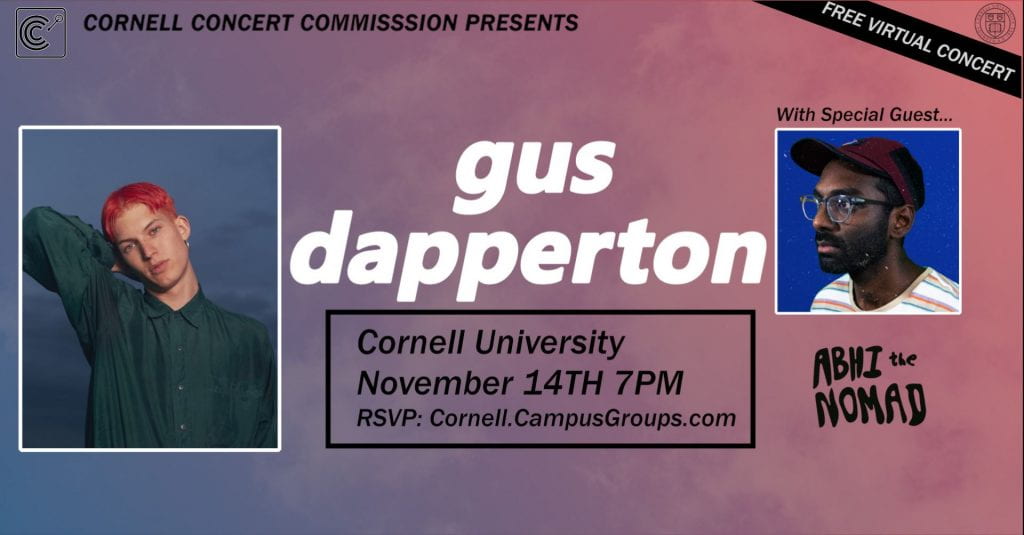 CORNELL CONCERT COMMISSSION PRESENTS
FREE VIRTUAL CONCERT
With Special Guest...
gus
dapperton
Cornell University
November 14TH 7PM
RSVP: Cornell.CampusGroups.com
ABHI the
NOMAD